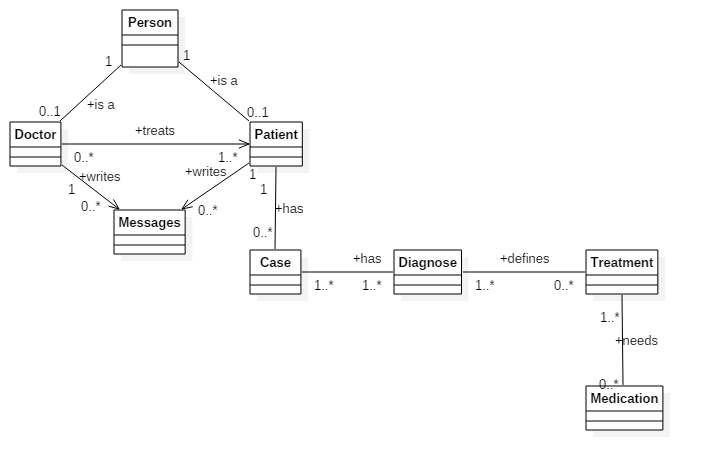 Person
1
1
+is a
+is a
0..1
0..1
Doctor
+treats
Patient
0..*
1..*
+writes
+writes
1
1
1
0..*
0..*
+has
Messages
0..*
Case
+has
Diagnose
+defines
Treatment
1..*
1..*
1..*
0..*
1..*
+needs
0..*
Medication